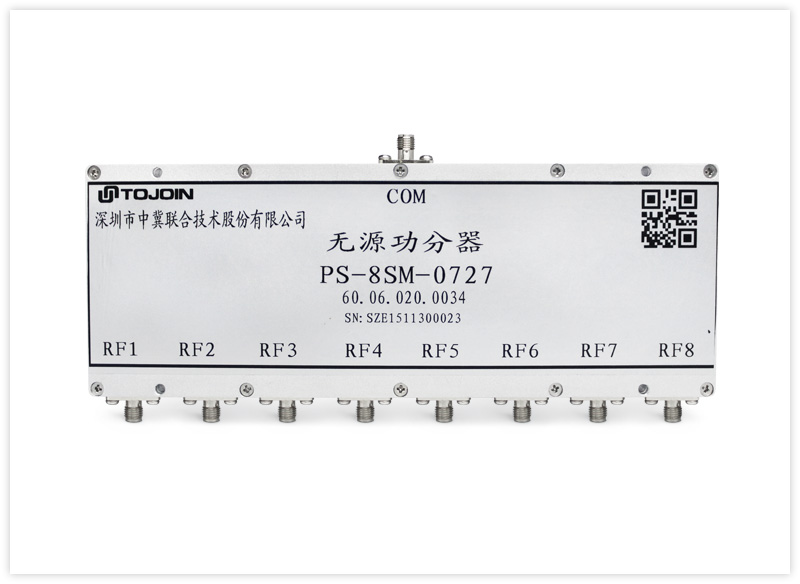 TOJOIN
COM
深圳市中冀联合技术股份有限公司
无源功分器
PS-8SM-0727
60.06.020.0034
SN:SZE1511300023
RF1 RF2 RF3 RF4 RF5 RF6 RF7 RF8